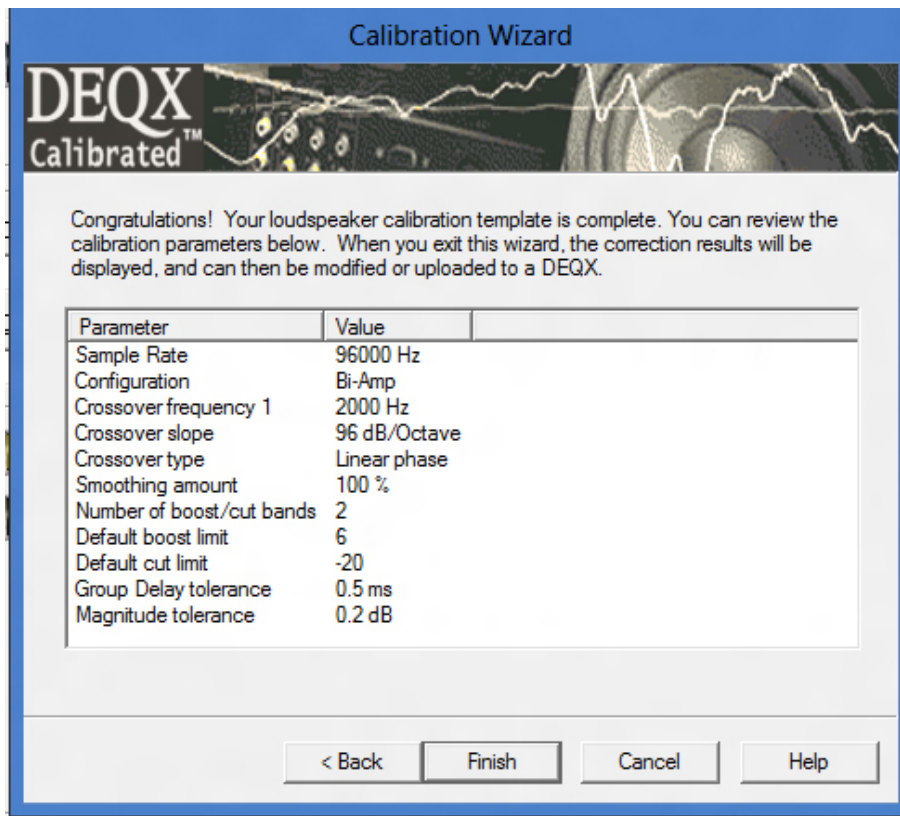 Calibration Wizard
DEQX
Calibrated™
Congratulations! Your loudspeaker calibration template is complete. You can review the
calibration parameters below. When you exit this wizard, the correction results will be
displayed, and can then be modified or uploaded to a DEQX.
Parameter Value
Sample Rate 96000 Hz
Configuration Bi-Amp
Crossover frequency 1 2000 Hz
Crossover slope 96 dB/Octave
Crossover type Linear phase
Smoothing amount 100 %
Number of boost/cut bands 2
Default boost limit 6
Default cut limit -20
Group Delay tolerance 0.5 ms
Magnitude tolerance 0.2 dB
< Back Finish Cancel Help